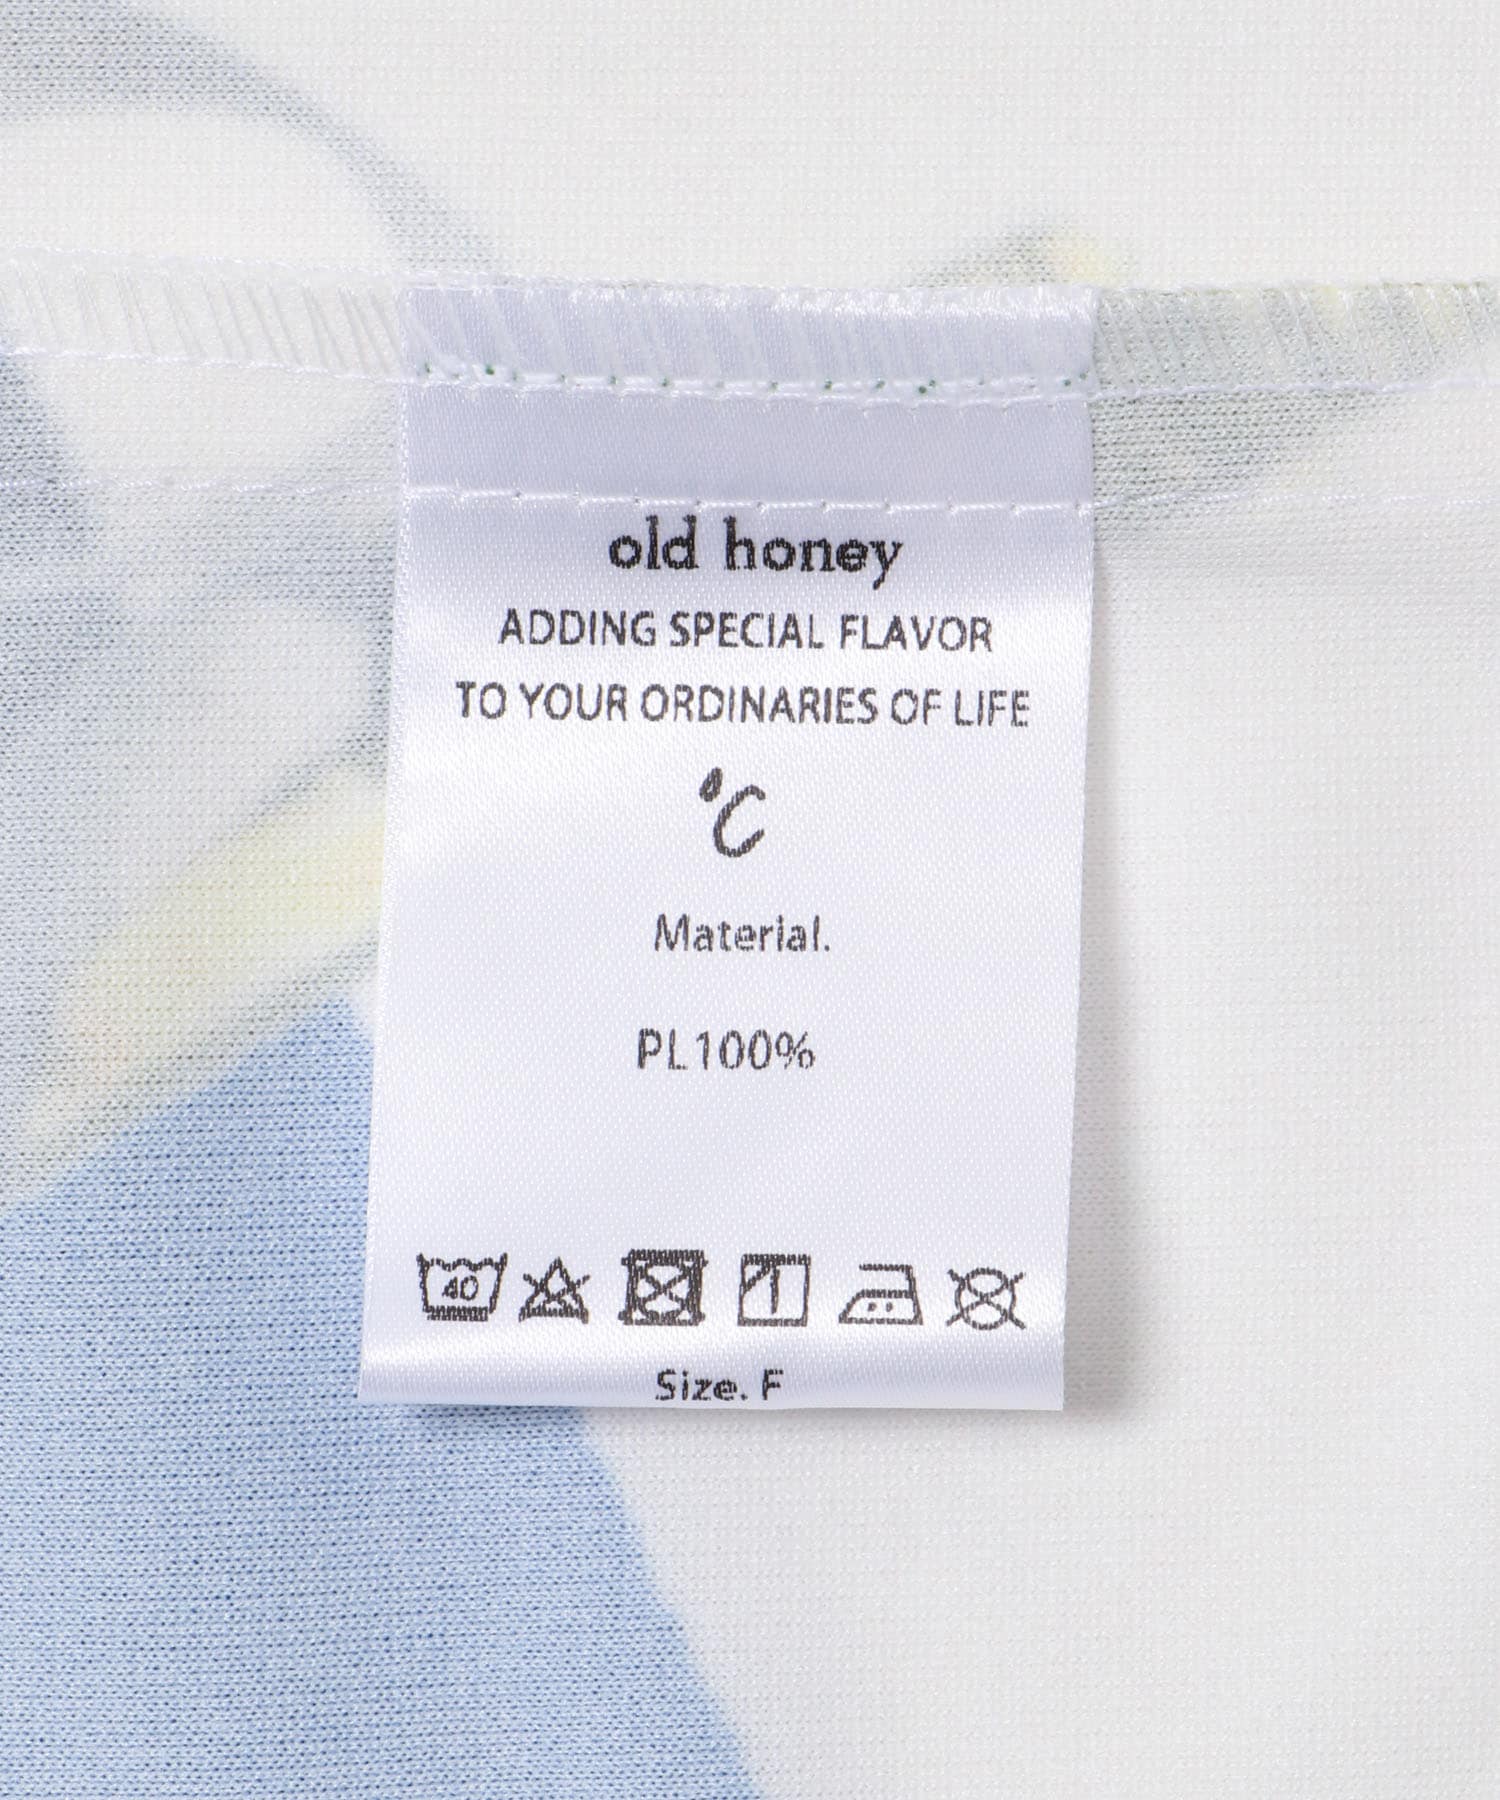 old honey
ADDING SPECIAL FLAVOR
TO YOUR ORDINARIES OF LIFE
°C
Material.
PL100%
40
Size. F